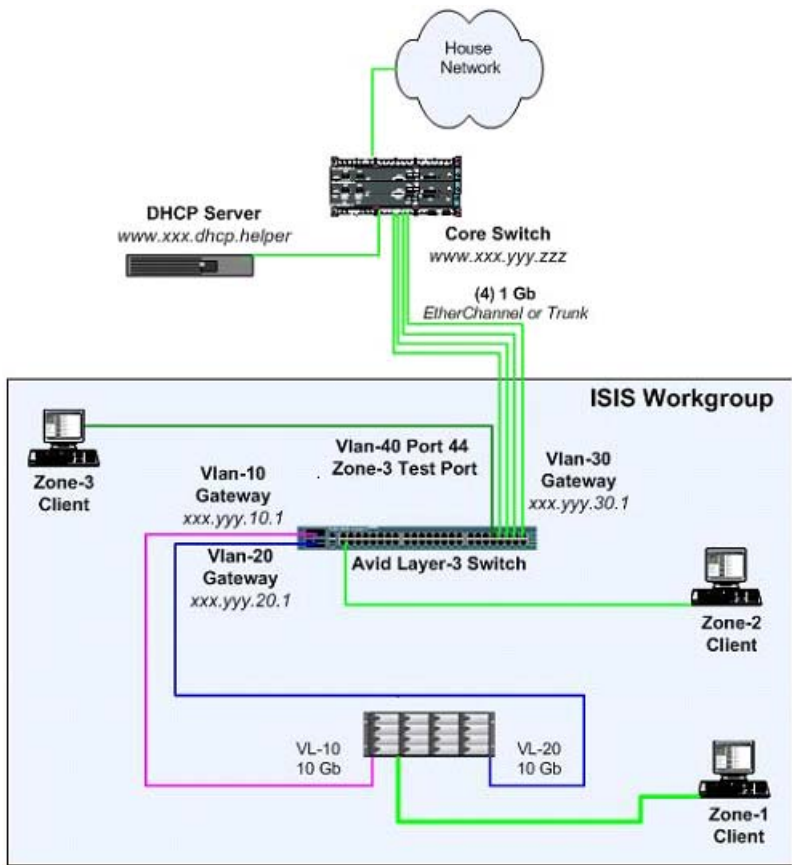 House
Network
DHCP Server
www.xxx.dhcp.helper
Core Switch
www.xxx.yyy.zzz
(4) 1 Gb
EtherChannel or Trunk
ISIS Workgroup
Zone-3
Client
Vlan-40 Port 44
Zone-3 Test Port
Vlan-30
Gateway
xxx.yyy.30.1
Vlan-10
Gateway
xxx.yyy.10.1
Vlan-20
Gateway
xxx.yyy.20.1
Avid Layer-3 Switch
Zone-2
Client
VL-10
10 Gb
VL-20
10 Gb
Zone-1
Client